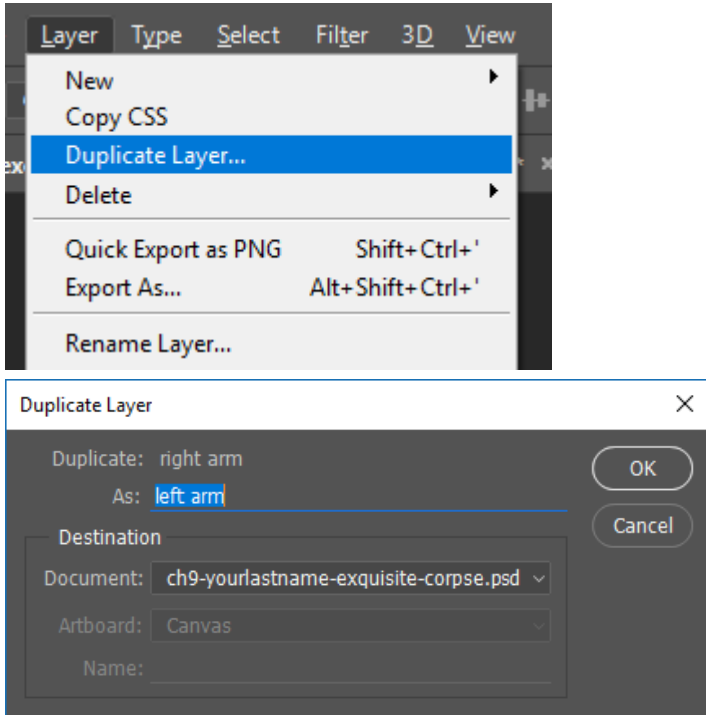 Layer Type Select Filter 3D View
New
Copy CSS
Duplicate Layer...
Delete
Quick Export as PNG Shift+Ctrl+'
Export As... Alt+Shift+Ctrl+'
Rename Layer...
Duplicate Layer
Duplicate: right arm
OK
As: left arm
Cancel
Destination
Document: ch9-yourlastname-exquisite-corpse.psd
Artboard: Canvas
Name: